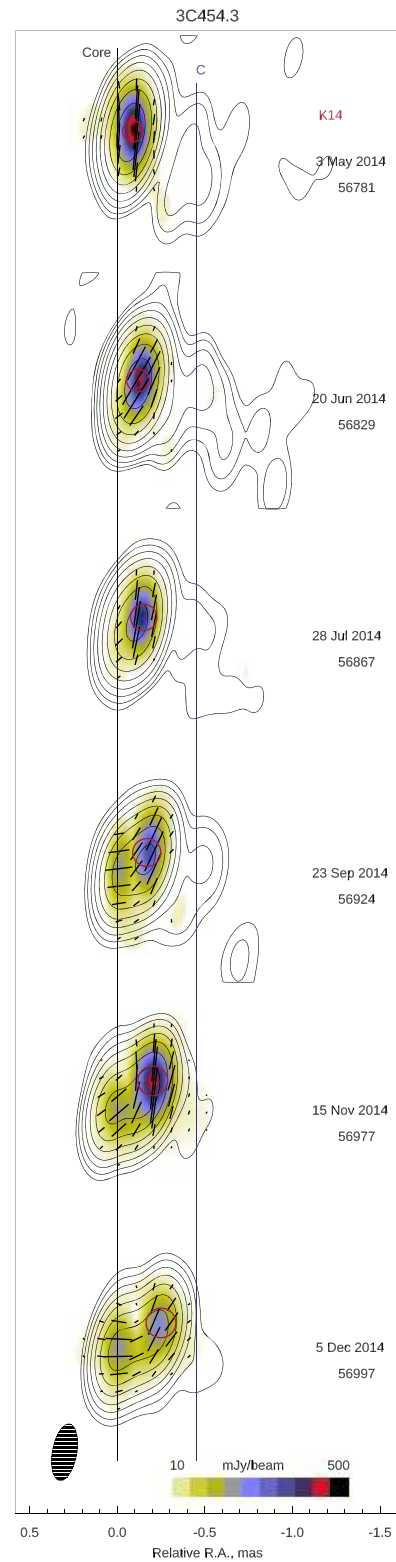 3C454.3
Core
C
K14
3 May 2014
56781
20 Jun 2014
56829
28 Jul 2014
56867
23 Sep 2014
56924
15 Nov 2014
56977
5 Dec 2014
56997
10 mJy/beam 500
0.5 0.0 -0.5 -1.0 -1.5
Relative R.A., mas